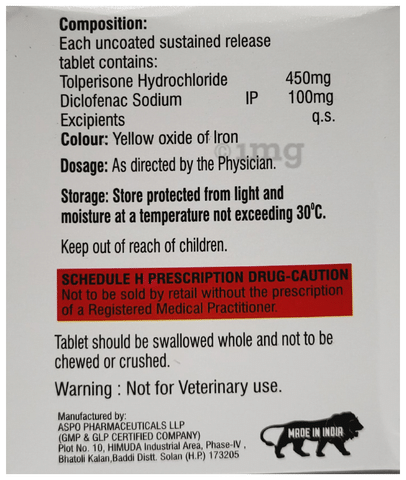 Composition:
Each uncoated sustained release
tablet contains:
Tolperisone Hydrochloride 450mg
Diclofenac Sodium IP 100mg
Excipients q.s.
Colour: Yellow oxide of Iron
1mg
Dosage: As directed by the Physician.
Storage: Store protected from light and
moisture at a temperature not exceeding 30°C.
Keep out of reach of children.
SCHEDULE H PRESCRIPTION DRUG-CAUTION
Not to be sold by retail without the prescription
of a Registered Medical Practitioner.
Tablet should be swallowed whole and not to be
chewed or crushed.
Warning : Not for Veterinary use.
Manufactured by:
ASPO PHARMACEUTICALS LLP
(GMP & GLP CERTIFIED COMPANY)
Plot No. 10, HIMUDA Industrial Area, Phase-IV ,
Bhatoli Kalan,Baddi Distt. Solan (H.P.) 173205
MADE IN INDIA